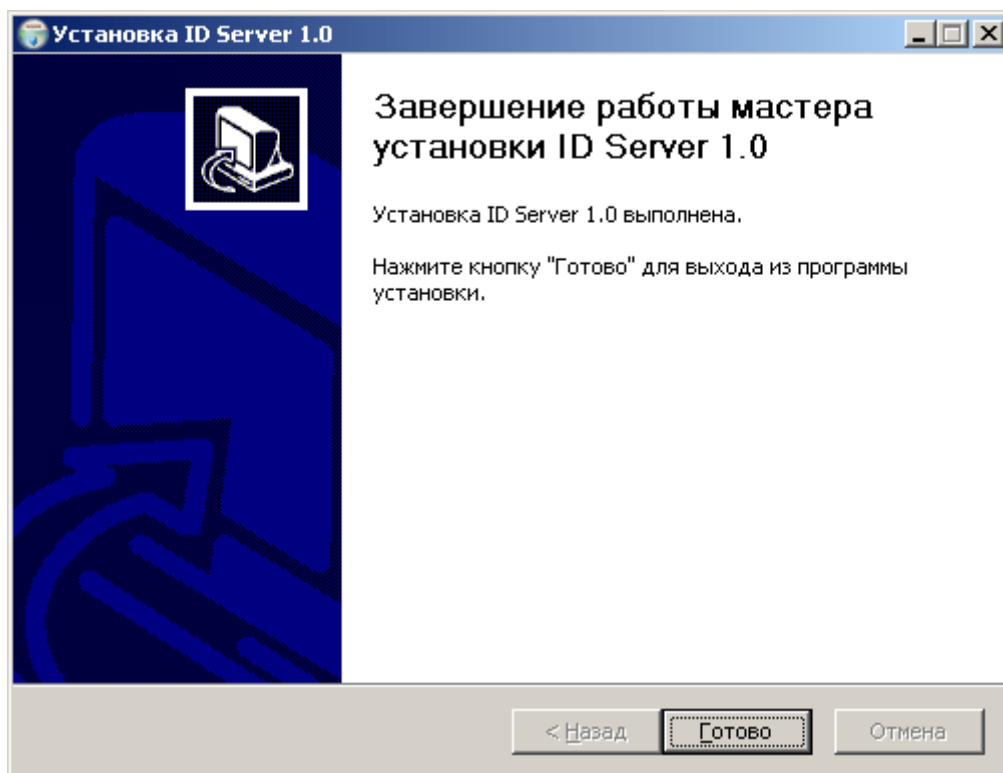 Установка ID Server 1.0
Завершение работы мастера
установки ID Server 1.0
Установка ID Server 1.0 выполнена.
Нажмите кнопку "Готово" для выхода из программы
установки.
< Назад
Готово
Отмена